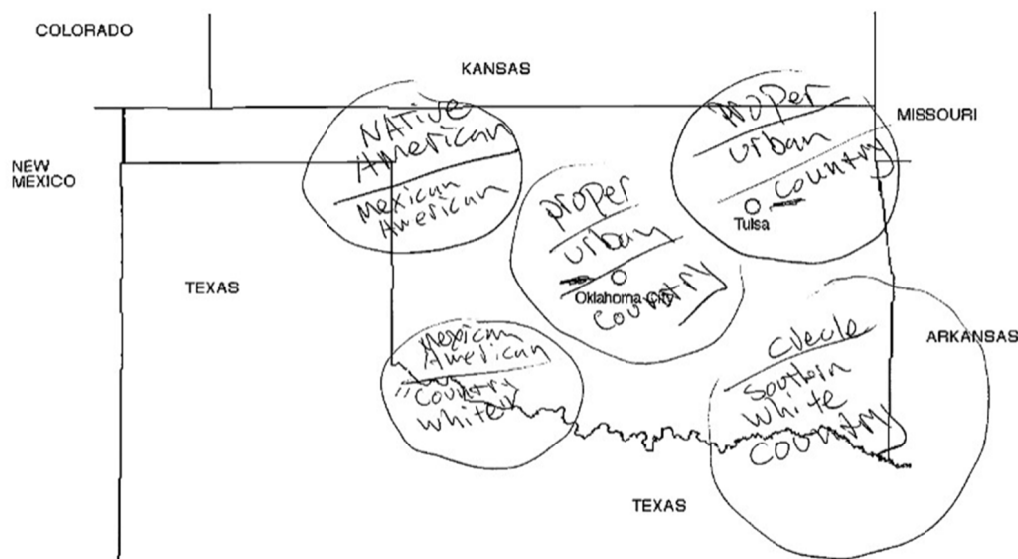 COLORADO
KANSAS
MISSOURI
NEW
MEXICO
TEXAS
ARKANSAS
TEXAS
NATIVE
American
Mexican
American
proper
urban
country
Oklahoma City
Proper
urban
country
Tulsa
Mexican
American
"country
white"
creole
southern
white
country